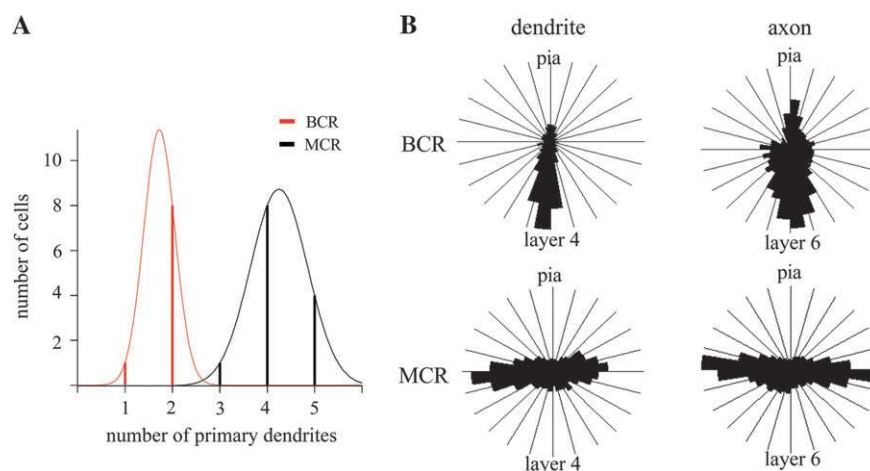 A
number of cells
10
8
6
4
2
BCR
MCR
1 2 3 4 5
number of primary dendrites
B
dendrite axon
pia pia
BCR
layer 4 layer 6
pia pia
MCR
layer 4 layer 6